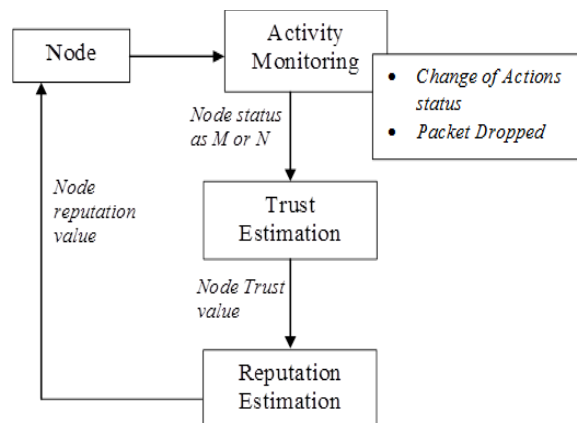 Node
Activity
Monitoring
• Change of Actions
status
• Packet Dropped
Node status
as M or N
Node
reputation
value
Trust
Estimation
Node Trust
value
Reputation
Estimation